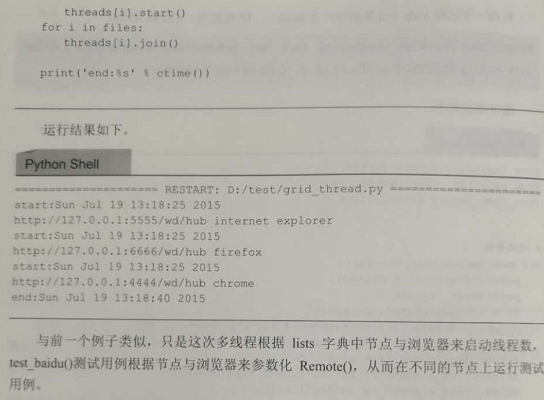 threads[i].start()
for i in files:
threads[i].join()
print('end:%s' % ctime())
运行结果如下。
Python Shell
=================== RESTART: D:/test/grid_thread.py ====================
start:Sun Jul 19 13:18:25 2015
http://127.0.0.1:5555/wd/hub internet explorer
start:Sun Jul 19 13:18:25 2015
http://127.0.0.1:6666/wd/hub firefox
start:Sun Jul 19 13:18:25 2015
http://127.0.0.1:4444/wd/hub chrome
end:Sun Jul 19 13:18:40 2015
与前一个例子类似，只是这次多线程根据 lists 字典中节点与浏览器来启动线程数，
test_baidu()测试用例根据节点与浏览器来参数化 Remote()，从而在不同的节点上运行测试
用例。